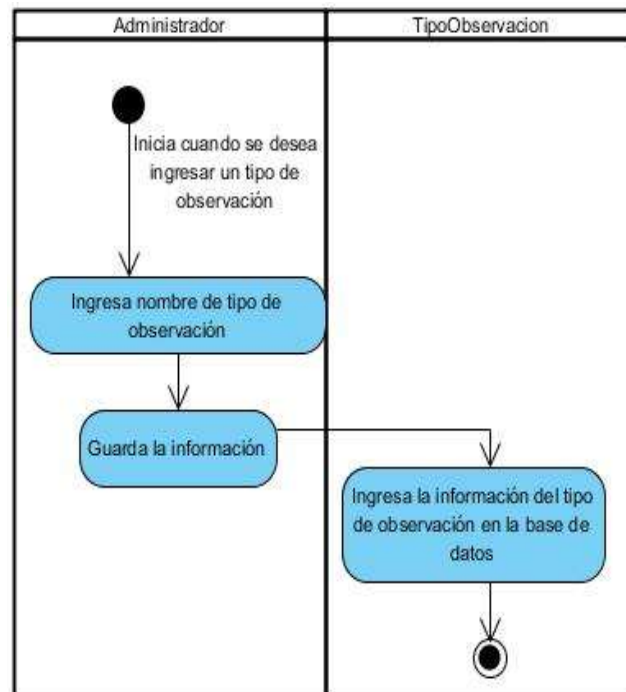 Administrador
TipoObservacion
Inicia cuando se desea
ingresar un tipo de
observación
Ingresa nombre de tipo de
observación
Guarda la información
Ingresa la información del tipo
de observación en la base de
datos